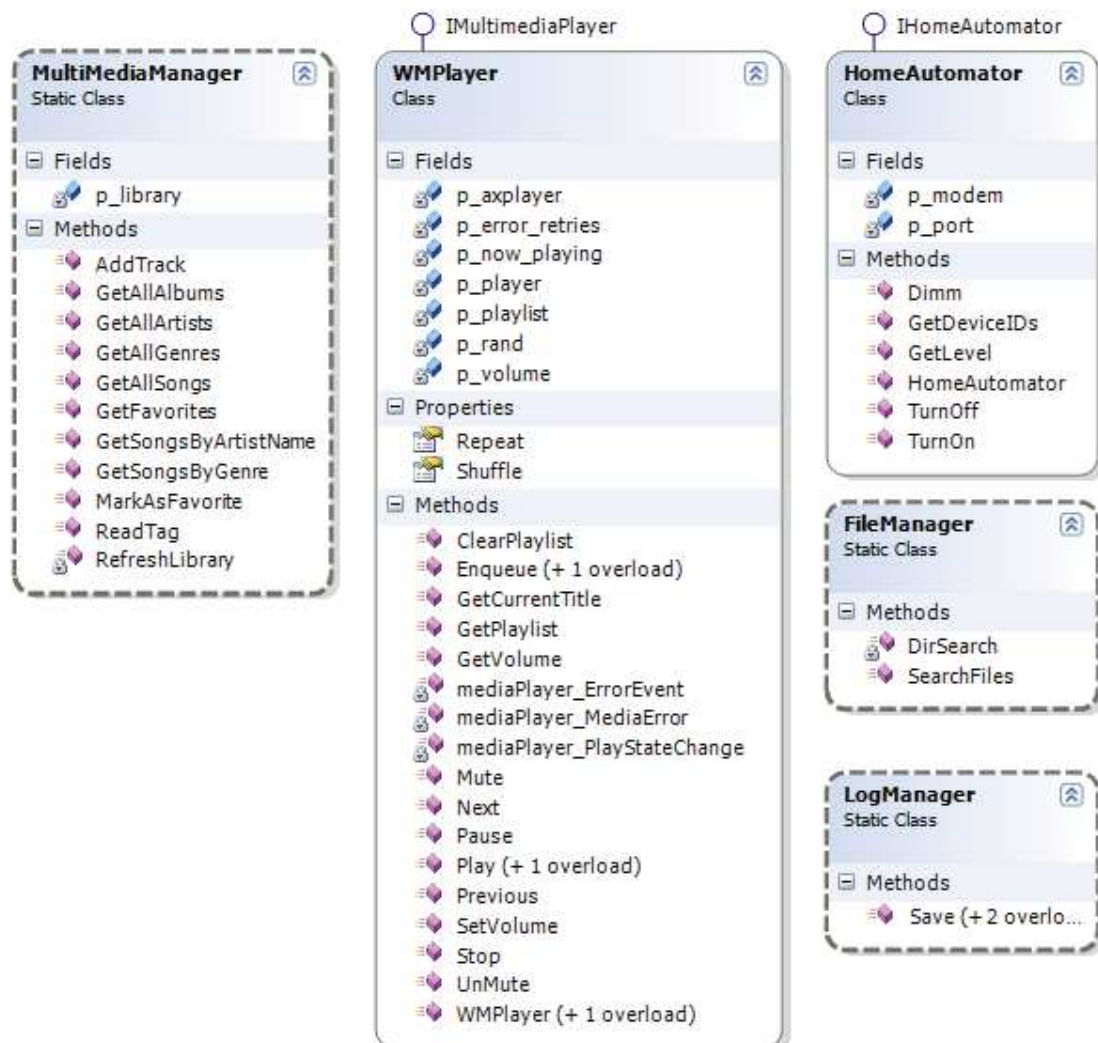 MultiMediaManager
Static Class
Fields
p_library
Methods
AddTrack
GetAllAlbums
GetAllArtists
GetAllGenres
GetAllSongs
GetFavorites
GetSongsByArtistName
GetSongsByGenre
MarkAsFavorite
ReadTag
RefreshLibrary
IMultimediaPlayer
WMPlayer
Class
Fields
p_axplayer
p_error_retries
p_now_playing
p_player
p_playlist
p_rand
p_volume
Properties
Repeat
Shuffle
Methods
ClearPlaylist
Enqueue (+ 1 overload)
GetCurrentTitle
GetPlaylist
GetVolume
mediaPlayer_ErrorEvent
mediaPlayer_MediaError
mediaPlayer_PlayStateChange
Mute
Next
Pause
Play (+ 1 overload)
Previous
SetVolume
Stop
UnMute
WMPlayer (+ 1 overload)
IHomeAutomator
HomeAutomator
Class
Fields
p_modem
p_port
Methods
Dimm
GetDeviceIDs
GetLevel
HomeAutomator
TurnOff
TurnOn
FileManager
Static Class
Methods
DirSearch
SearchFiles
LogManager
Static Class
Methods
Save (+ 2 overlo...